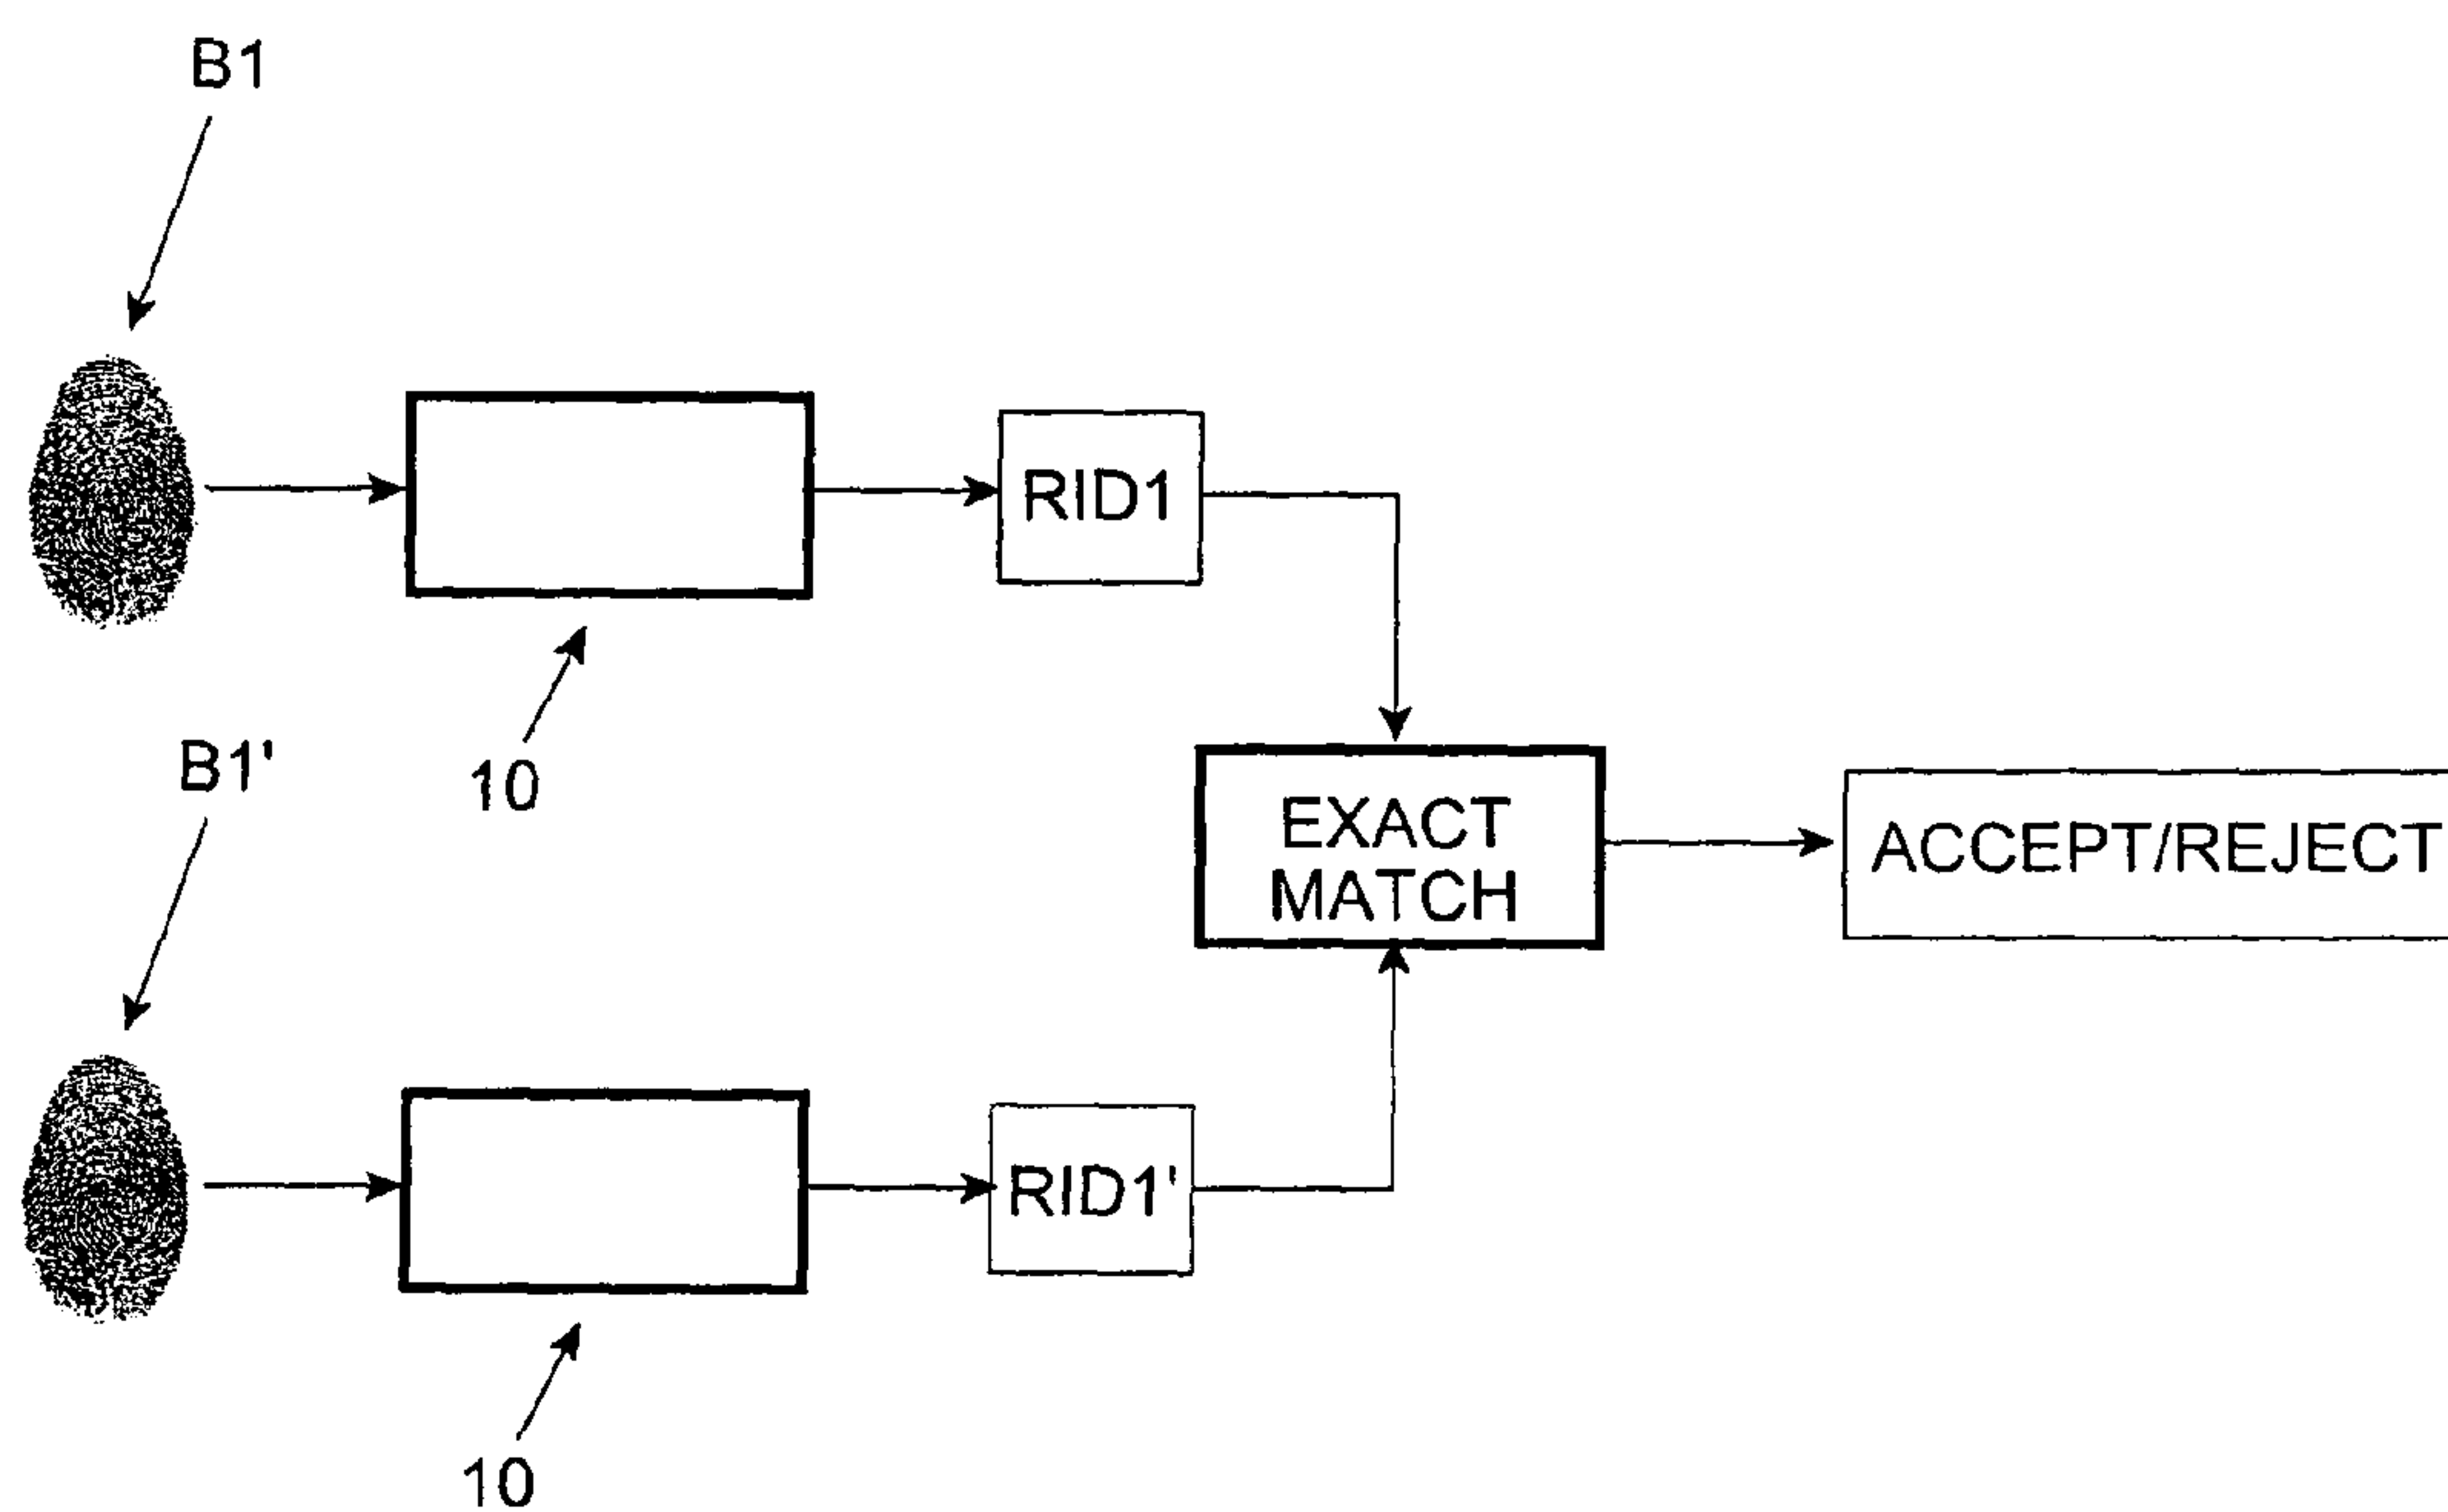 B1
RID1
10
B1'
EXACT
MATCH
ACCEPT/REJECT
RID1'
10